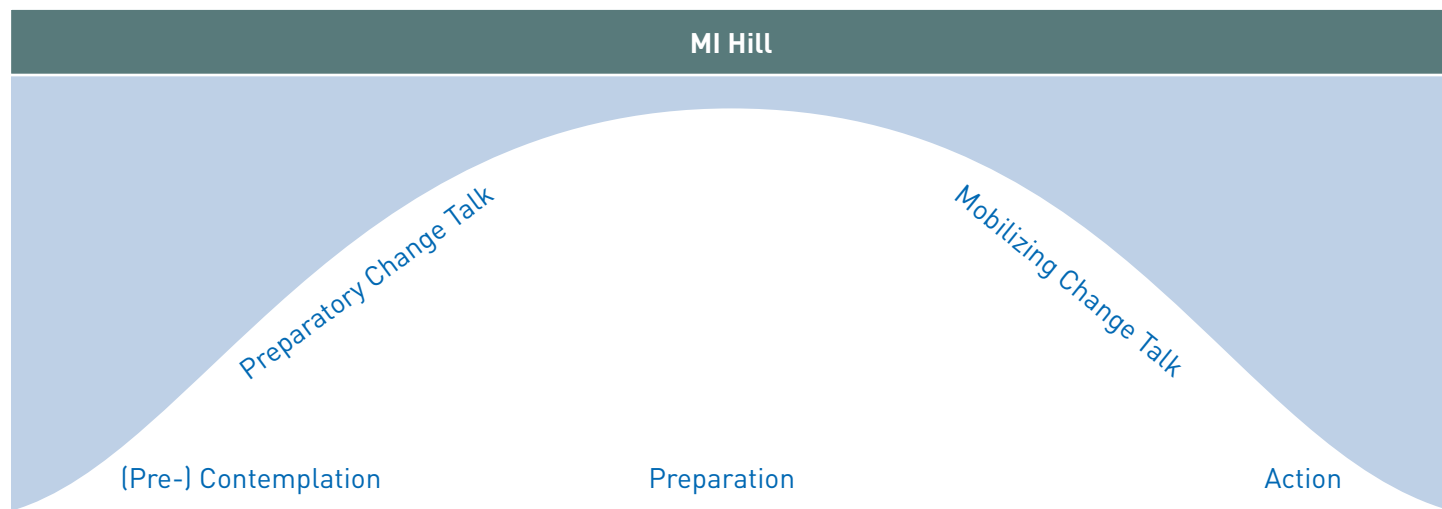 MI Hill
Preparatory Change Talk
Mobilizing Change Talk
(Pre-) Contemplation
Preparation
Action